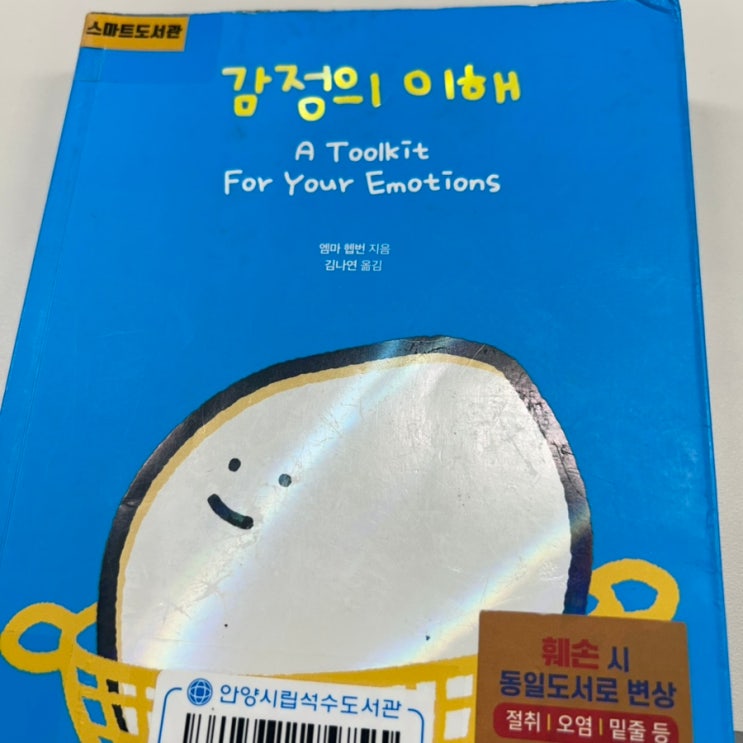 스마트도서관
감정의 이해
A Toolkit
For Your Emotions
엠마 헵번 지음
김나연 옮김
안양시립석수도서관
훼손 시
동일도서로 변상
절취 | 오염 | 밑줄 등